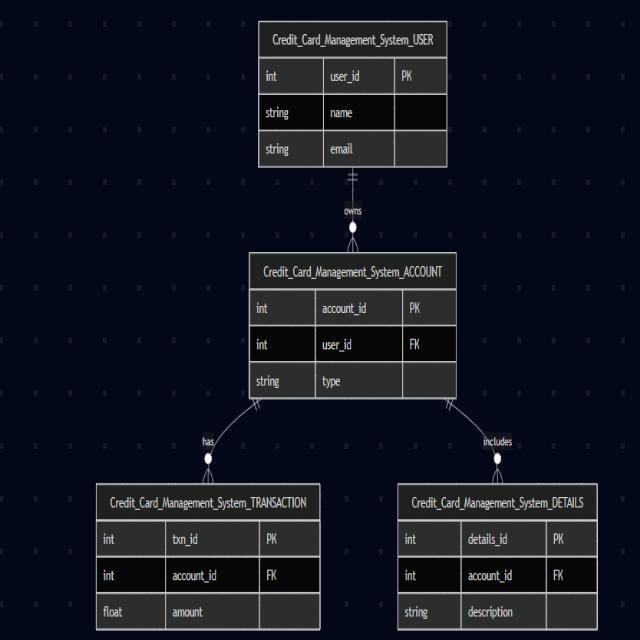 Credit_Card_Management_System_USER
int user_id PK
string name
string email
owns
Credit_Card_Management_System_ACCOUNT
int account_id PK
int user_id FK
string type
has includes
Credit_Card_Management_System_TRANSACTION Credit_Card_Management_System_DETAILS
int txn_id PK int details_id PK
int account_id FK int account_id FK
float amount string description